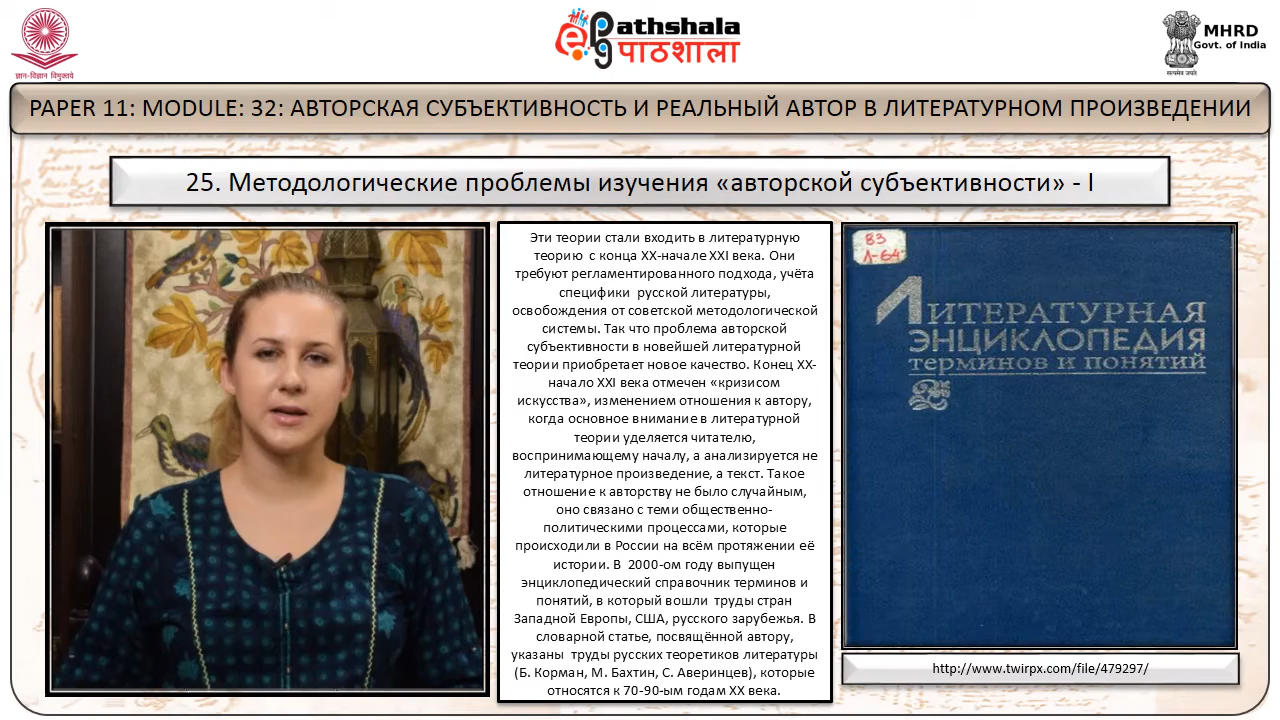 ज्ञान-विज्ञान विमुक्तये
ePathshala
पाठशाला
सत्यमेव जयते
MHRD
Govt. of India
PAPER 11: MODULE: 32: АВТОРСКАЯ СУБЪЕКТИВНОСТЬ И РЕАЛЬНЫЙ АВТОР В ЛИТЕРАТУРНОМ ПРОИЗВЕДЕНИИ
25. Методологические проблемы изучения «авторской субъективности» - I
Эти теории стали входить в литературную
теорию с конца XX-начале XXI века. Они
требуют регламентированного подхода, учёта
специфики русской литературы,
освобождения от советской методологической
системы. Так что проблема авторской
субъективности в новейшей литературной
теории приобретает новое качество. Конец XX-
начало XXI века отмечен «кризисом
искусства», изменением отношения к автору,
когда основное внимание в литературной
теории уделяется читателю,
воспринимающему началу, а анализируется не
литературное произведение, а текст. Такое
отношение к авторству не было случайным,
оно связано с теми общественно-
политическими процессами, которые
происходили в России на всём протяжении её
истории. В 2000-ом году выпущен
энциклопедический справочник терминов и
понятий, в который вошли труды стран
Западной Европы, США, русского зарубежья. В
словарной статье, посвящённой автору,
указаны труды русских теоретиков литературы
(Б. Корман, М. Бахтин, С. Аверинцев), которые
относятся к 70-90-ым годам XX века.
83
Л-64
ЛИТЕРАТУРНАЯ
ЭНЦИКЛОПЕДИЯ
терминов и понятий
http://www.twirpx.com/file/479297/